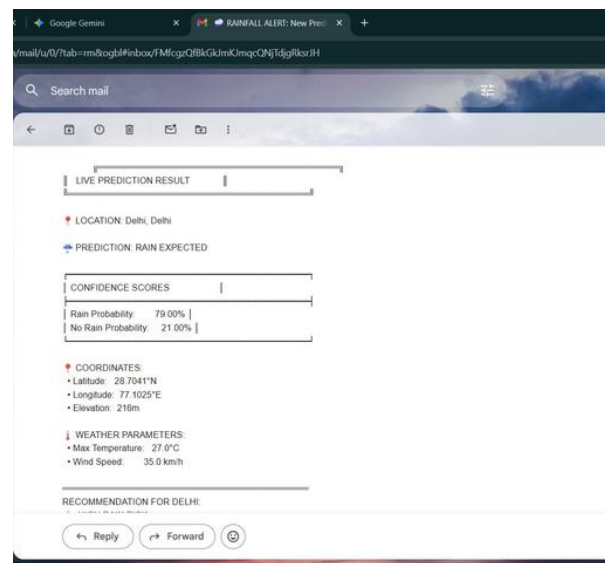 Google Gemini
RAINFALL ALERT: New Pred
/mail/u/0/?tab=rm&ogbl#inbox/FMfcgzQfBkGkJmKJmqcQNjTdjgRksrJH
Search mail
LIVE PREDICTION RESULT
LOCATION: Delhi, Delhi
PREDICTION: RAIN EXPECTED
CONFIDENCE SCORES
Rain Probability: 79.00%
No Rain Probability: 21.00%
COORDINATES:
• Latitude: 28.7041°N
• Longitude: 77.1025°E
• Elevation: 216m
WEATHER PARAMETERS:
• Max Temperature: 27.0°C
• Wind Speed: 35.0 km/h
RECOMMENDATION FOR DELHI:
Reply
Forward